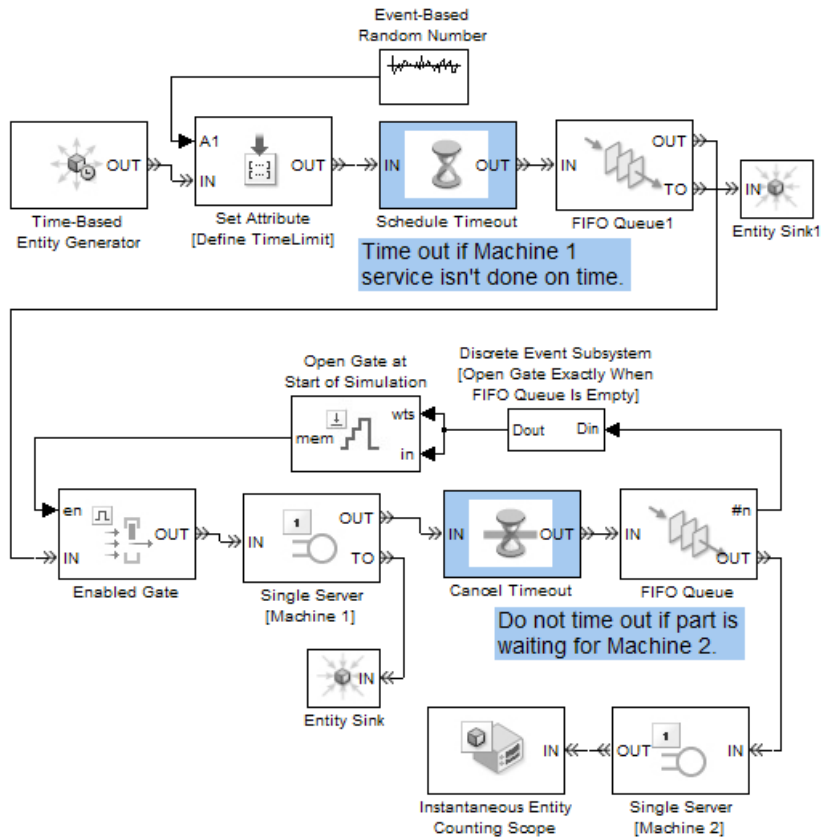 Event-Based
Random Number
A1
IN
OUT
OUT
IN
OUT
IN
OUT
TO
IN
Time-Based
Entity Generator
Set Attribute
[Define TimeLimit]
Schedule Timeout
FIFO Queue1
Entity Sink1
Time out if Machine 1
service isn't done on time.
Open Gate at
Start of Simulation
Discrete Event Subsystem
[Open Gate Exactly When
FIFO Queue Is Empty]
mem
wts
in
Dout
Din
en
IN
OUT
1
IN
OUT
TO
IN
OUT
IN
#n
OUT
Enabled Gate
Single Server
[Machine 1]
Cancel Timeout
FIFO Queue
Do not time out if part is
waiting for Machine 2.
IN
Entity Sink
IN
OUT
1
IN
Instantaneous Entity
Counting Scope
Single Server
[Machine 2]